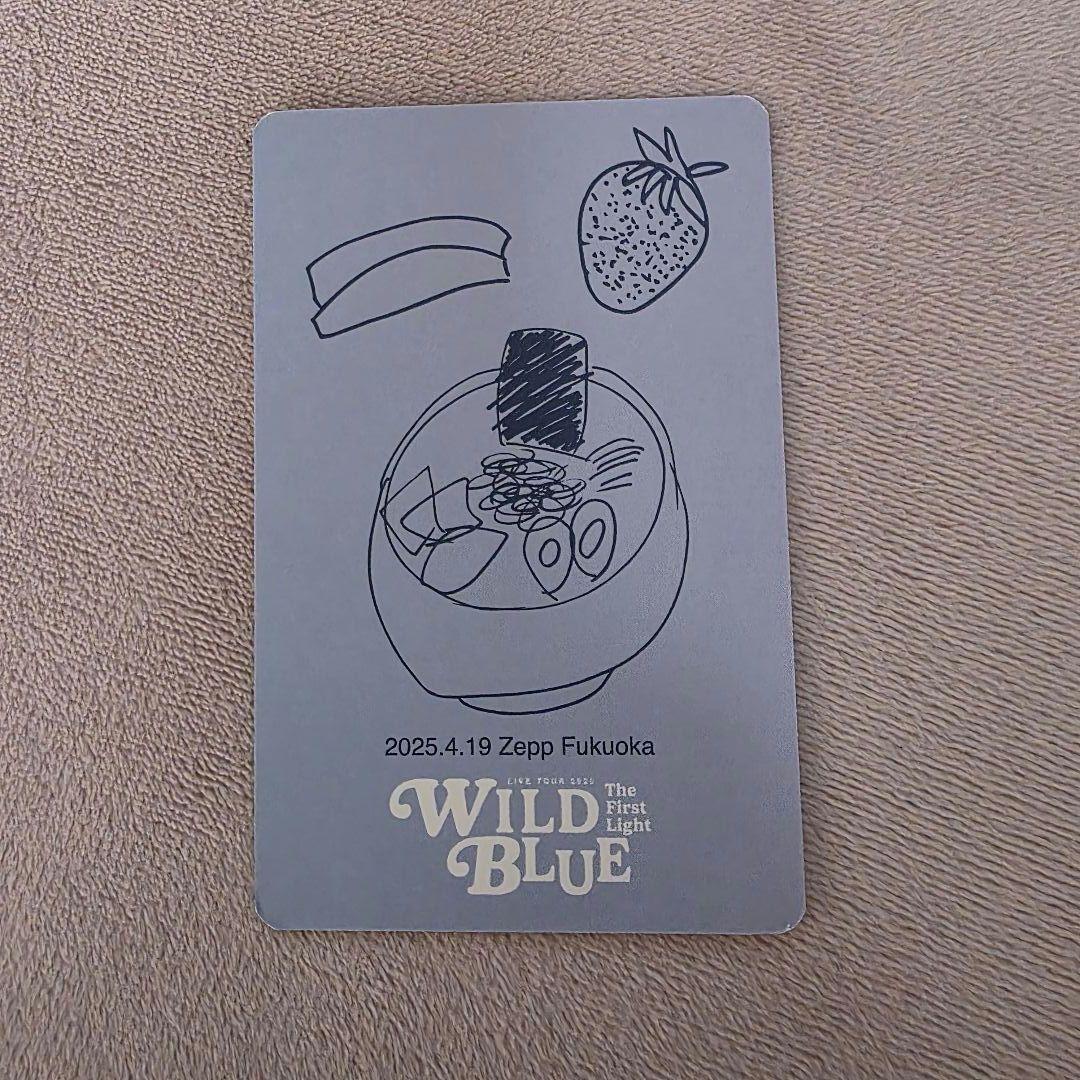 2025.4.19 Zepp Fukuoka
LIVE TOUR 2025
WILD
The
First
Light
BLUE